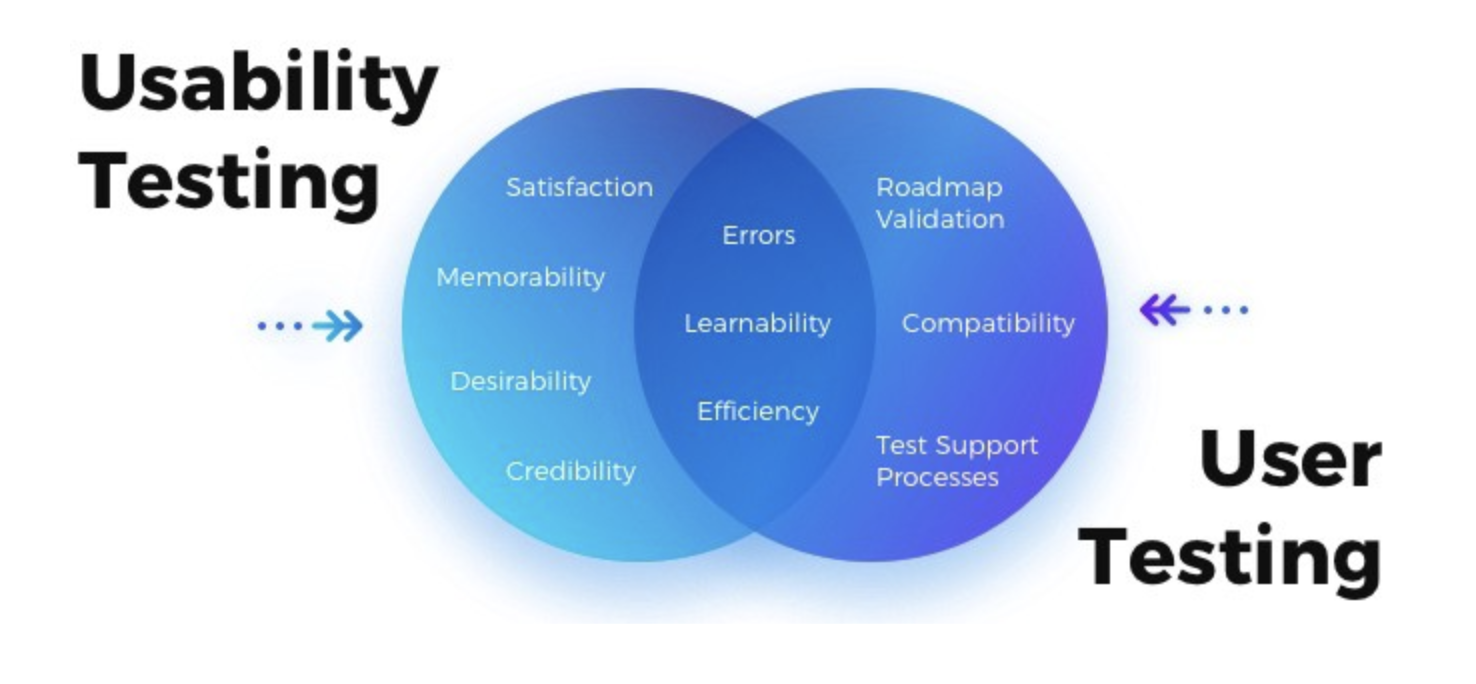 Usability
Testing
Satisfaction
Memorability
Desirability
Credibility
Errors
Learnability
Efficiency
Roadmap
Validation
Compatibility
Test Support
Processes
User
Testing